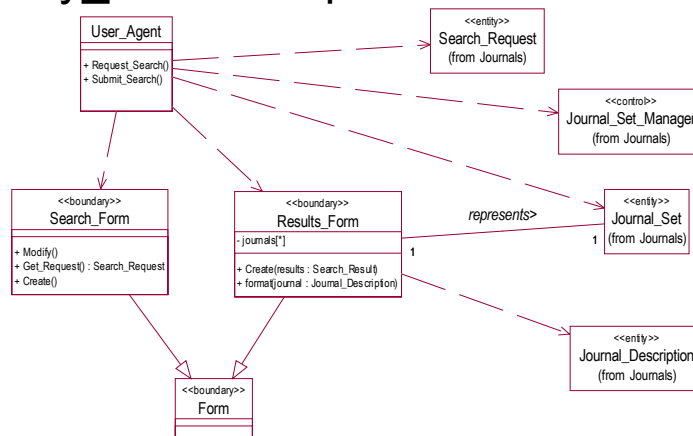 User_Agent
+ Request_Search()
+ Submit_Search()
<<entity>>
Search_Request
(from Journals)
<<control>>
Journal_Set_Manager
(from Journals)
<<boundary>>
Search_Form
+ Modify()
+ Get_Request() : Search_Request
+ Create()
<<boundary>>
Results_Form
- journals[*]
+ Create(results : Search_Result)
+ format(journal : Journal_Description)
represents>
1
1
<<entity>>
Journal_Set
(from Journals)
<<entity>>
Journal_Description
(from Journals)
<<boundary>>
Form